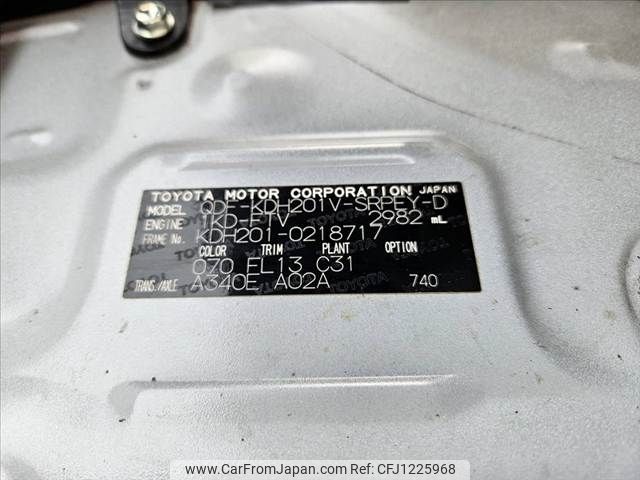 TOYOTA MOTOR CORPORATION JAPAN
MODEL QDF-KDH201V-SRPEY-D
ENGINE 1KD-FTV 2982 mL
FRAME No. KDH201-0218717
COLOR TRIM PLANT OPTION
070 FL13 C31
TRANS./AXLE A340E A02A 740
www.CarFromJapan.com - Ref CFJ1225968